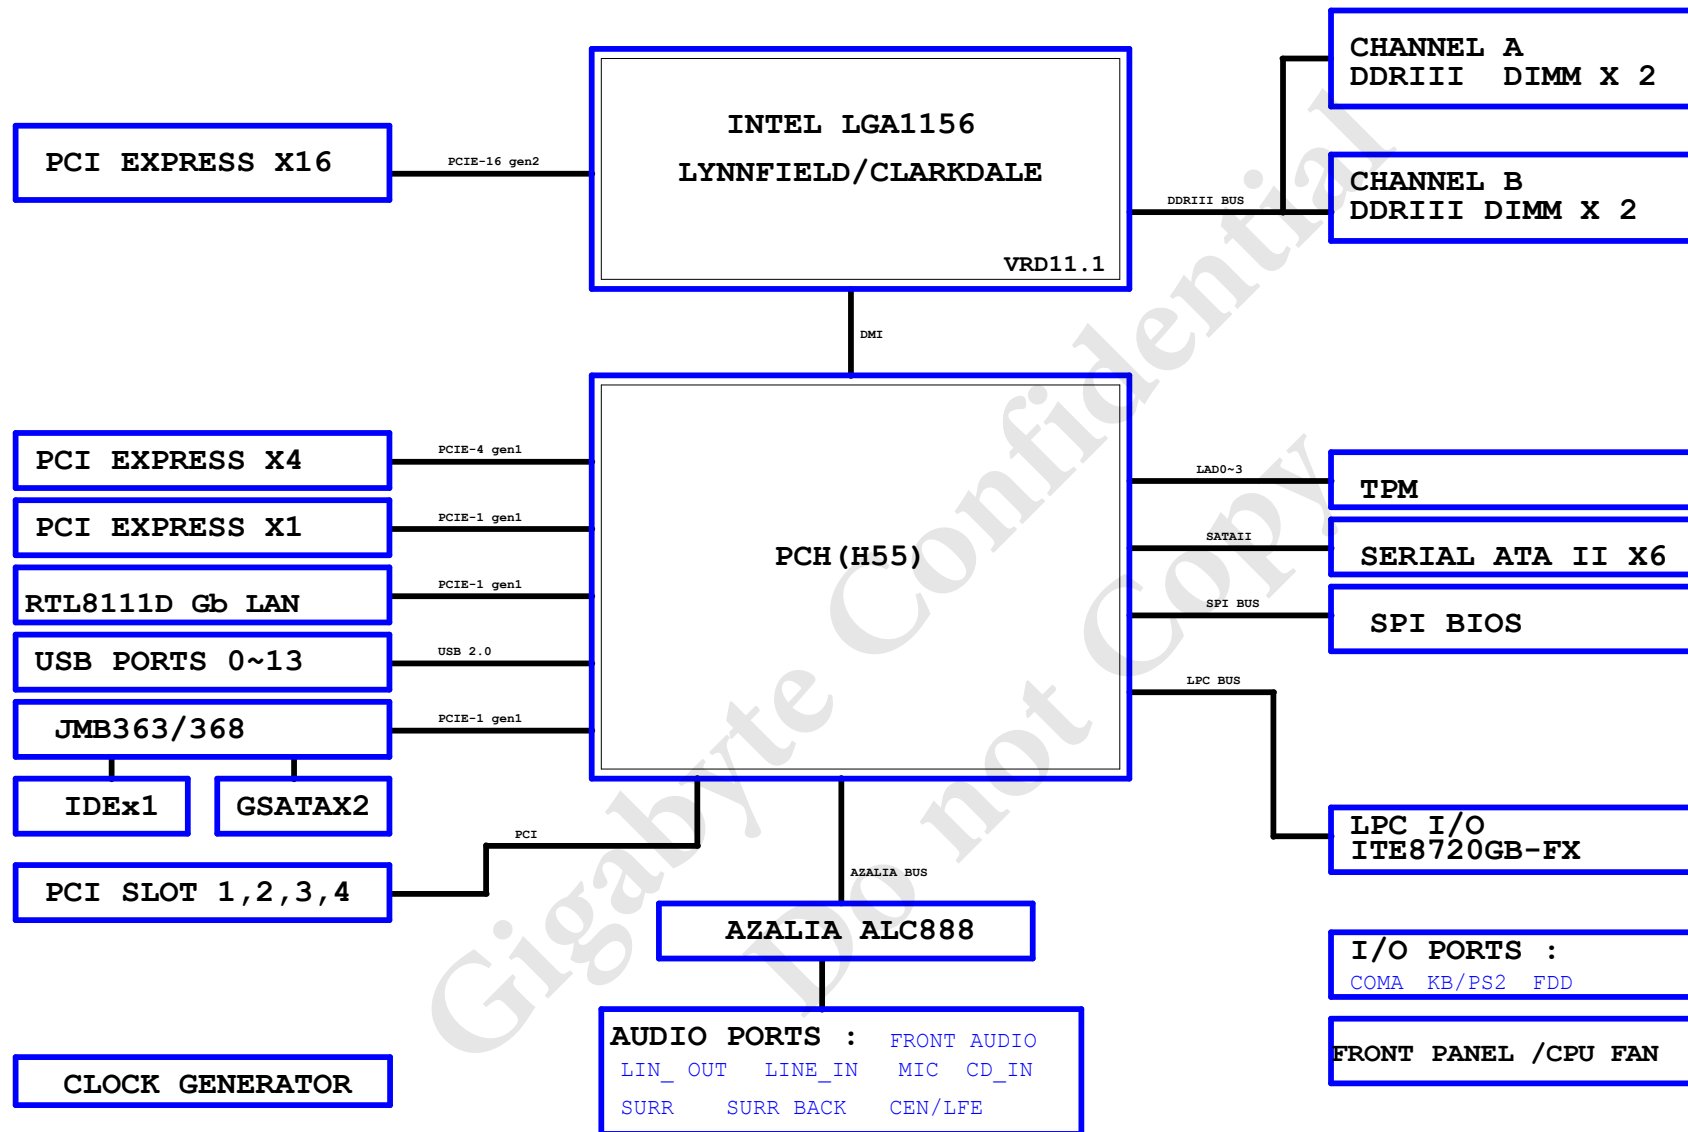 CHANNEL A
DDRIII DIMM X 2
INTEL LGA1156
LYNNFIELD/CLARKDALE
VRD11.1
PCI EXPRESS X16
PCIE-16 gen2
DDRIII BUS
CHANNEL B
DDRIII DIMM X 2
DMI
PCI EXPRESS X4
PCIE-4 gen1
PCI EXPRESS X1
PCIE-1 gen1
RTL8111D Gb LAN
PCIE-1 gen1
USB PORTS 0~13
USB 2.0
JMB363/368
PCIE-1 gen1
IDEx1
GSATAX2
PCI
PCI SLOT 1,2,3,4
PCH(H55)
LAD0~3
TPM
SATAII
SERIAL ATA II X6
SPI BUS
SPI BIOS
LPC BUS
LPC I/O
ITE8720GB-FX
AZALIA BUS
AZALIA ALC888
I/O PORTS :
COMA KB/PS2 FDD
AUDIO PORTS : FRONT AUDIO
LIN_ OUT LINE_IN MIC CD_IN
SURR SURR BACK CEN/LFE
FRONT PANEL /CPU FAN
CLOCK GENERATOR
Gigabyte Confidential
Do not Copy